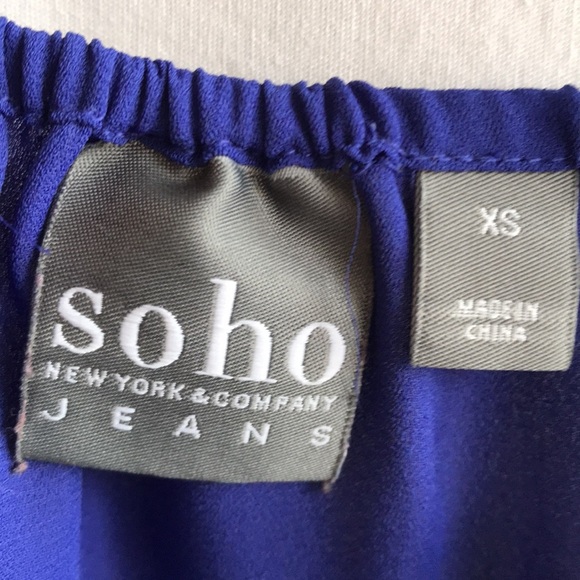 soho
NEW YORK & COMPANY
JEANS
XS
MADE IN
CHINA